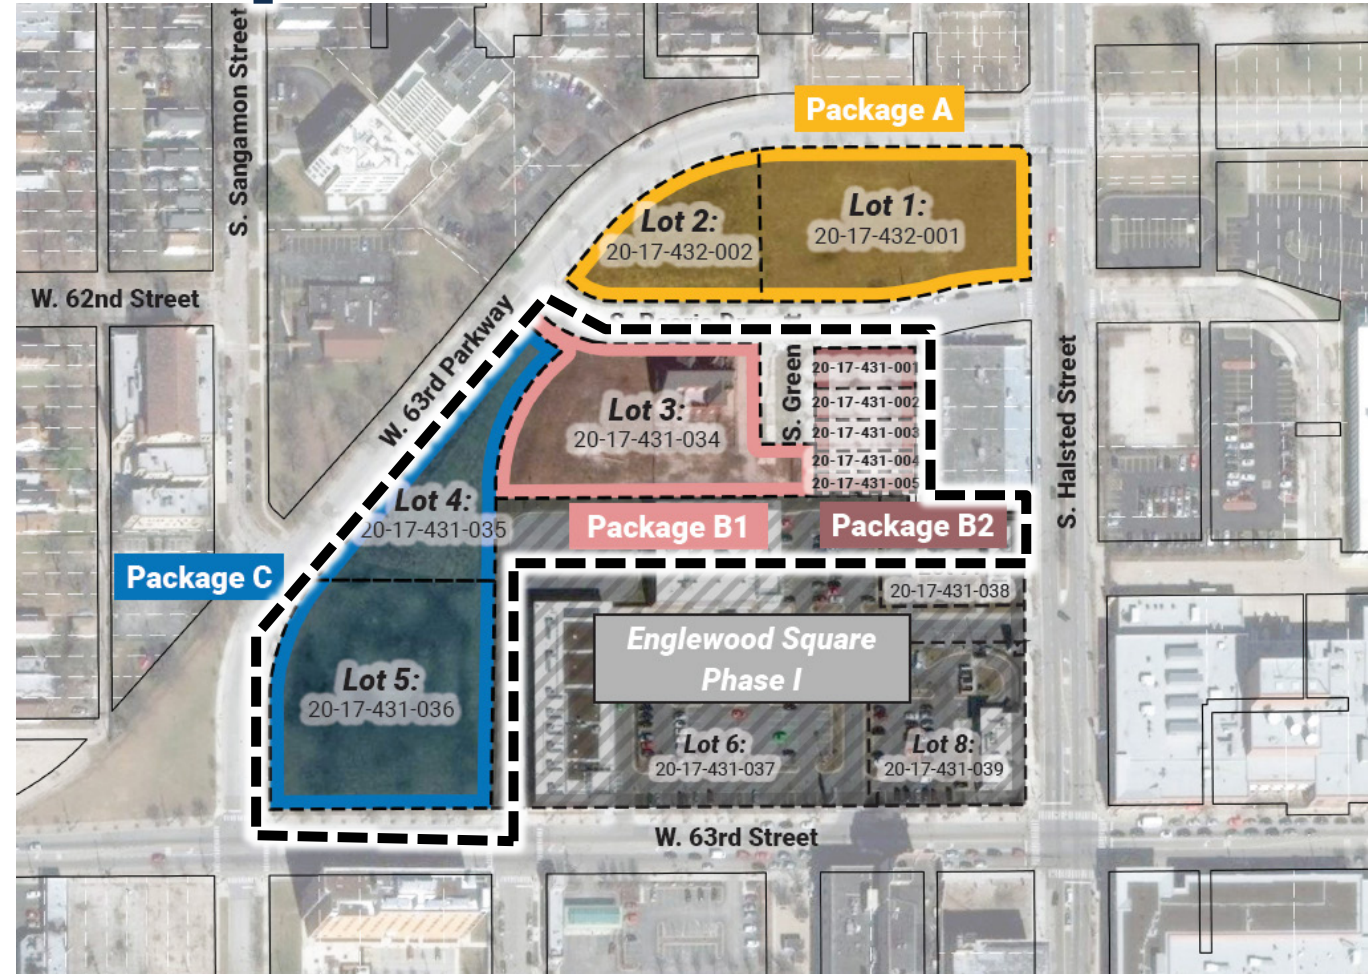 S. Sangamon Street
Package A
Lot 1:
20-17-432-001
Lot 2:
20-17-432-002
W. 62nd Street
W. 63rd Parkway
S. Halsted Street
S. Green
20-17-431-001
20-17-431-002
20-17-431-003
20-17-431-004
20-17-431-005
Lot 3:
20-17-431-034
Lot 4:
20-17-431-035
Package B1
Package B2
Package C
20-17-431-038
Englewood Square
Phase I
Lot 5:
20-17-431-036
Lot 6:
20-17-431-037
Lot 8:
20-17-431-039
W. 63rd Street